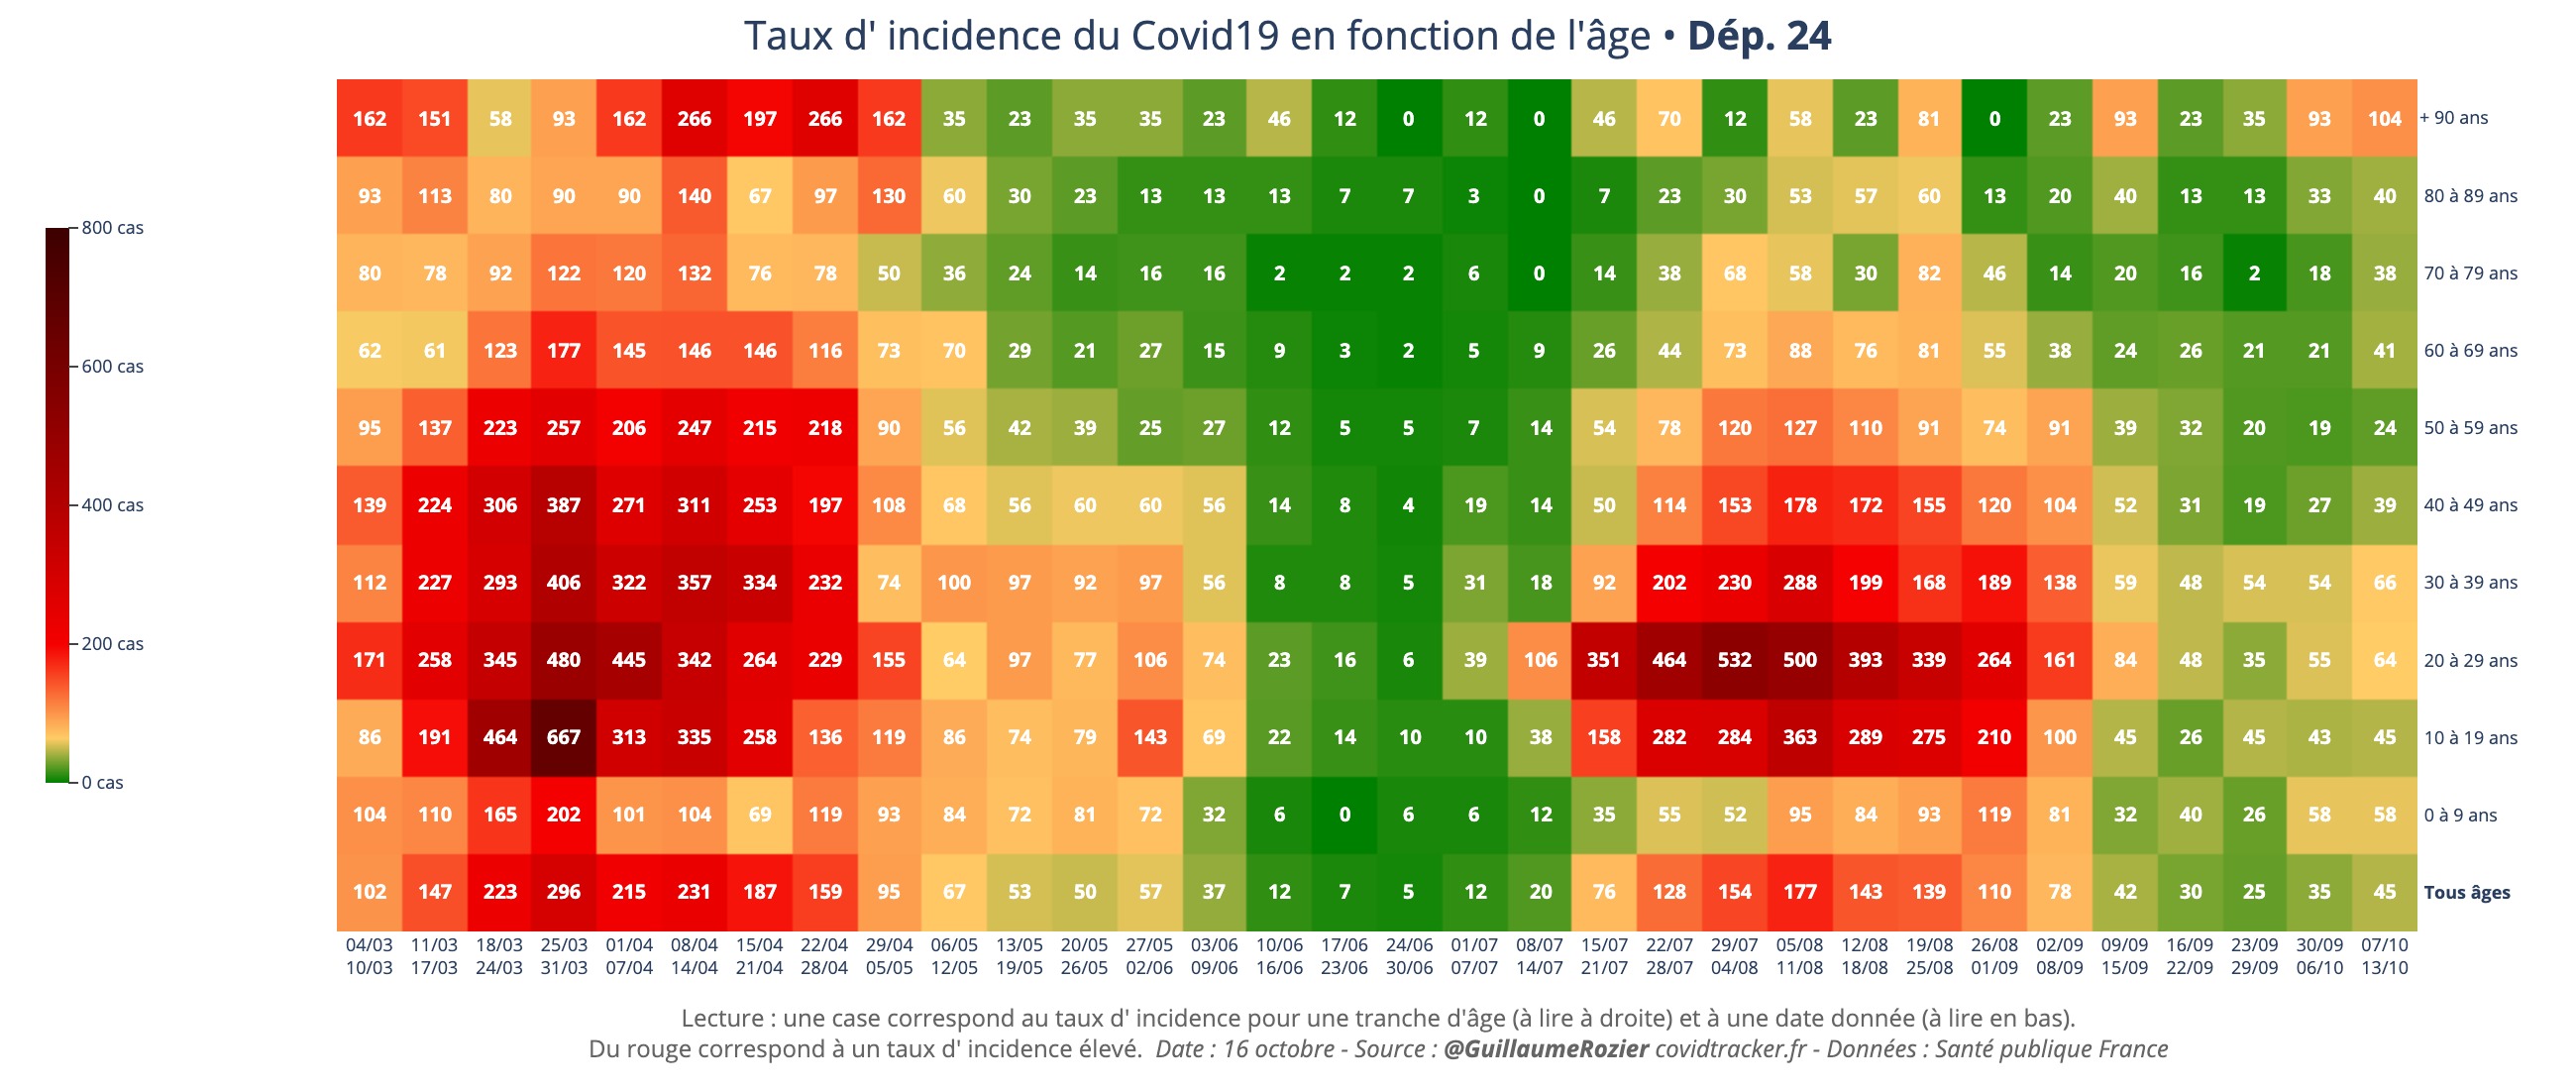 Taux d' incidence du Covid19 en fonction de l'âge • Dép. 24
800 cas
600 cas
400 cas
200 cas
0 cas
162 151 58 93 162 266 197 266 162 35 23 35 35 23 46 12 0 12 0 46 70 12 58 23 81 0 23 93 23 35 93 104 + 90 ans
93 113 80 90 90 140 67 97 130 60 30 23 13 13 13 7 7 3 0 7 23 30 53 57 60 13 20 40 13 13 33 40 80 à 89 ans
80 78 92 122 120 132 76 78 50 36 24 14 16 16 2 2 2 6 0 14 38 68 58 30 82 46 14 20 16 2 18 38 70 à 79 ans
62 61 123 177 145 146 146 116 73 70 29 21 27 15 9 3 2 5 9 26 44 73 88 76 81 55 38 24 26 21 21 41 60 à 69 ans
95 137 223 257 206 247 215 218 90 56 42 39 25 27 12 5 5 7 14 54 78 120 127 110 91 74 91 39 32 20 19 24 50 à 59 ans
139 224 306 387 271 311 253 197 108 68 56 60 60 56 14 8 4 19 14 50 114 153 178 172 155 120 104 52 31 19 27 39 40 à 49 ans
112 227 293 406 322 357 334 232 74 100 97 92 97 56 8 8 5 31 18 92 202 230 288 199 168 189 138 59 48 54 54 66 30 à 39 ans
171 258 345 480 445 342 264 229 155 64 97 77 106 74 23 16 6 39 106 351 464 532 500 393 339 264 161 84 48 35 55 64 20 à 29 ans
86 191 464 667 313 335 258 136 119 86 74 79 143 69 22 14 10 10 38 158 282 284 363 289 275 210 100 45 26 45 43 45 10 à 19 ans
104 110 165 202 101 104 69 119 93 84 72 81 72 32 6 0 6 6 12 35 55 52 95 84 93 119 81 32 40 26 58 58 0 à 9 ans
102 147 223 296 215 231 187 159 95 67 53 50 57 37 12 7 5 12 20 76 128 154 177 143 139 110 78 42 30 25 35 45 Tous âges
04/03 11/03 18/03 25/03 01/04 08/04 15/04 22/04 29/04 06/05 13/05 20/05 27/05 03/06 10/06 17/06 24/06 01/07 08/07 15/07 22/07 29/07 05/08 12/08 19/08 26/08 02/09 09/09 16/09 23/09 30/09 07/10
10/03 17/03 24/03 31/03 07/04 14/04 21/04 28/04 05/05 12/05 19/05 26/05 02/06 09/06 16/06 23/06 30/06 07/07 14/07 21/07 28/07 04/08 11/08 18/08 25/08 01/09 08/09 15/09 22/09 29/09 06/10 13/10
Lecture : une case correspond au taux d' incidence pour une tranche d'âge (à lire à droite) et à une date donnée (à lire en bas).
Du rouge correspond à un taux d' incidence élevé. Date : 16 octobre - Source : @GuillaumeRozier covidtracker.fr - Données : Santé publique France